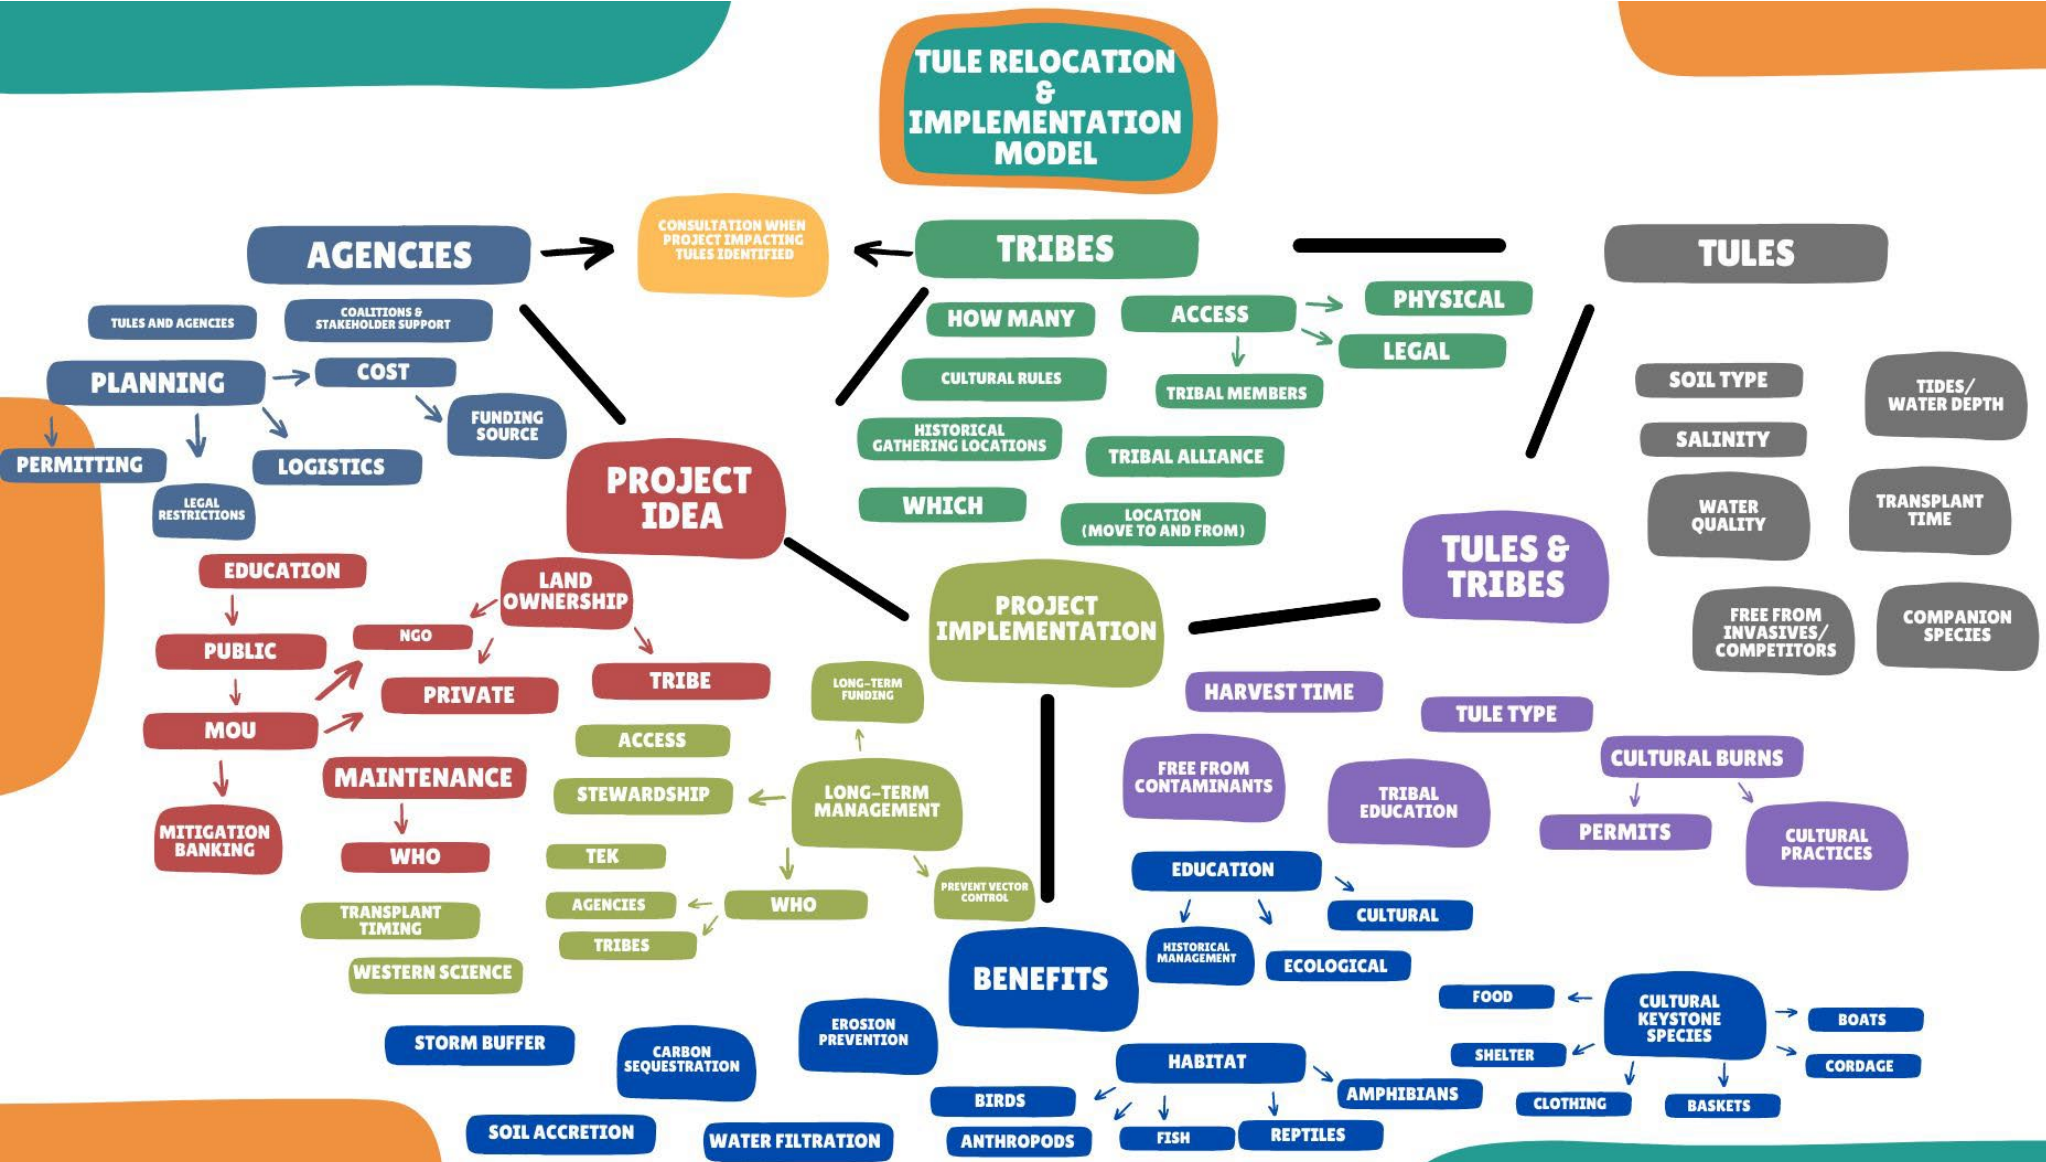 TULE RELOCATION
&
IMPLEMENTATION
MODEL
AGENCIES
CONSULTATION WHEN
PROJECT IMPACTING
TULES IDENTIFIED
TRIBES
TULES
TULES AND AGENCIES
COALITIONS &
STAKEHOLDER SUPPORT
PLANNING
COST
FUNDING
SOURCE
PERMITTING
LEGAL
RESTRICTIONS
LOGISTICS
HOW MANY
ACCESS
PHYSICAL
LEGAL
TRIBAL MEMBERS
CULTURAL RULES
HISTORICAL
GATHERING LOCATIONS
TRIBAL ALLIANCE
WHICH
LOCATION
(MOVE TO AND FROM)
SOIL TYPE
TIDES/
WATER DEPTH
SALINITY
WATER
QUALITY
TRANSPLANT
TIME
FREE FROM
INVASIVES/
COMPETITORS
COMPANION
SPECIES
PROJECT
IDEA
EDUCATION
PUBLIC
MOU
MITIGATION
BANKING
LAND
OWNERSHIP
NGO
PRIVATE
TRIBE
MAINTENANCE
WHO
PROJECT
IMPLEMENTATION
LONG-TERM
FUNDING
ACCESS
STEWARDSHIP
LONG-TERM
MANAGEMENT
TEK
AGENCIES
WHO
TRIBES
PREVENT VECTOR
CONTROL
TRANSPLANT
TIMING
WESTERN SCIENCE
TULES &
TRIBES
HARVEST TIME
TULE TYPE
FREE FROM
CONTAMINANTS
TRIBAL
EDUCATION
CULTURAL BURNS
PERMITS
CULTURAL
PRACTICES
BENEFITS
EDUCATION
CULTURAL
HISTORICAL
MANAGEMENT
ECOLOGICAL
STORM BUFFER
CARBON
SEQUESTRATION
EROSION
PREVENTION
SOIL ACCRETION
WATER FILTRATION
HABITAT
BIRDS
AMPHIBIANS
ANTHROPODS
FISH
REPTILES
CULTURAL
KEYSTONE
SPECIES
FOOD
SHELTER
CLOTHING
BASKETS
BOATS
CORDAGE